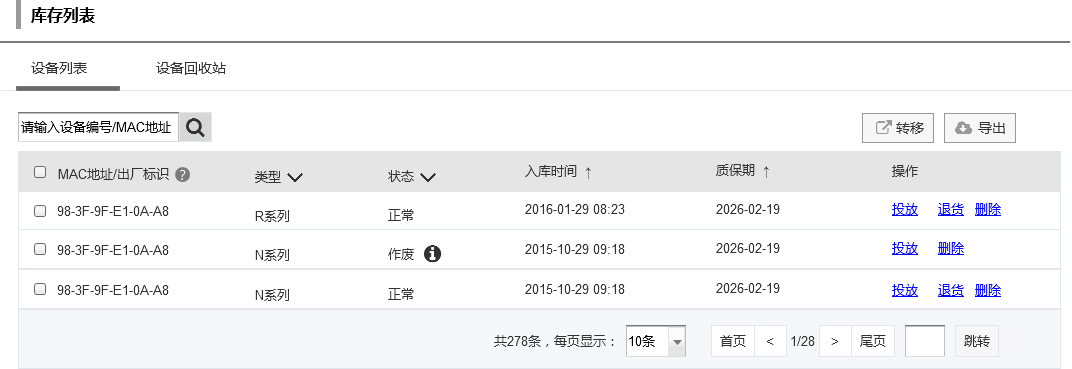 库存列表
设备列表 设备回收站
请输入设备编号/MAC地址 转移 导出
MAC地址/出厂标识 ? 类型 状态 入库时间 ↑ 质保期 ↑ 操作
98-3F-9F-E1-0A-A8 R系列 正常 2016-01-29 08:23 2026-02-19 投放 退货 删除
98-3F-9F-E1-0A-A8 N系列 作废 2015-10-29 09:18 2026-02-19 投放 删除
98-3F-9F-E1-0A-A8 N系列 正常 2015-10-29 09:18 2026-02-19 投放 退货 删除
共278条，每页显示： 10条 首页 < 1/28 > 尾页 跳转